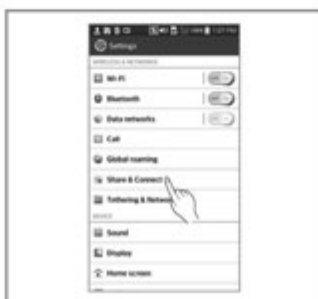 Settings
WIRELESS & NETWORKS
Wi-Fi
Bluetooth
Data networks
Call
Global roaming
Share & Connect
Tethering & Networ
DEVICE
Sound
Display
Home screen